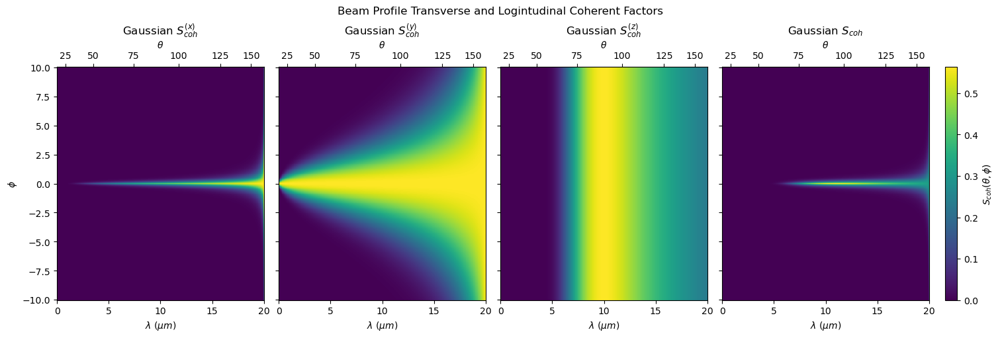 Beam Profile Transverse and Logintudinal Coherent Factors
Gaussian $S_{coh}^{(x)}$
θ
25 50 75 100 125 150
10.0
7.5
5.0
2.5
0.0
−2.5
−5.0
−7.5
−10.0
ϕ
0 5 10 15 20
λ (μm)
Gaussian $S_{coh}^{(y)}$
θ
25 50 75 100 125 150
0 5 10 15 20
λ (μm)
Gaussian $S_{coh}^{(z)}$
θ
25 50 75 100 125 150
0 5 10 15 20
λ (μm)
Gaussian $S_{coh}$
θ
25 50 75 100 125 150
0 5 10 15 20
λ (μm)
0.5
0.4
0.3
0.2
0.1
0.0
$S_{coh}$(θ, ϕ)